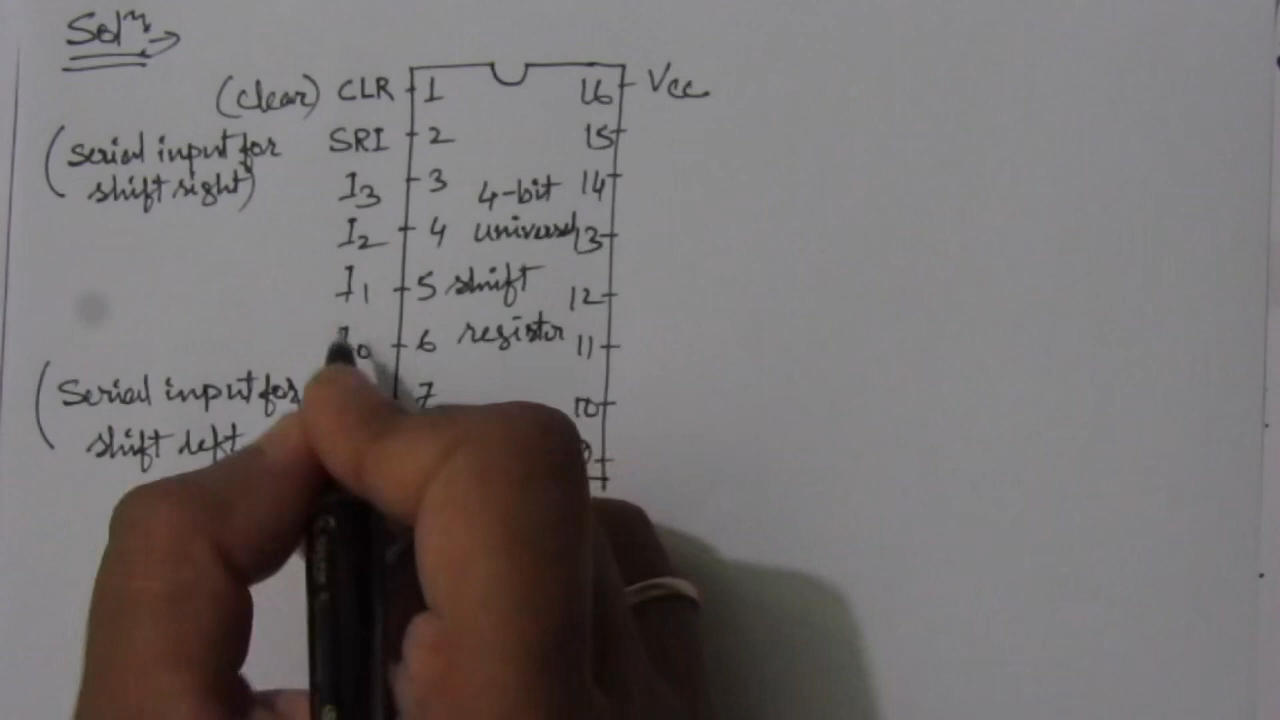 Solⁿ
(clear) CLR 1 16 Vcc
(serial input for shift right) SRI 2 15
I3 3 4-bit 14
I2 4 universal 13
I1 5 shift 12
I0 6 register 11
(Serial input for 7 10
shift left